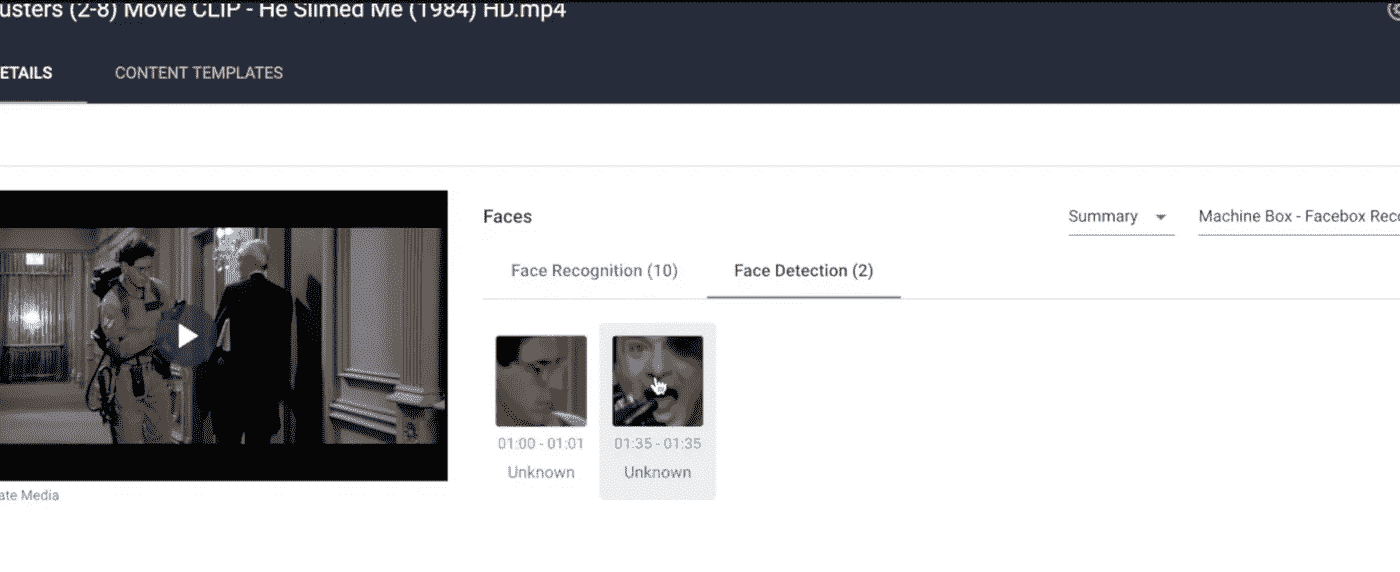 usters (2-8) Movie CLIP - He Slimed Me (1984) HD.mp4
ETAILS
CONTENT TEMPLATES
Faces
Summary
Machine Box - Facebox Reco
Face Recognition (10)
Face Detection (2)
01:00 - 01:01
01:35 - 01:35
Unknown
Unknown
ate Media